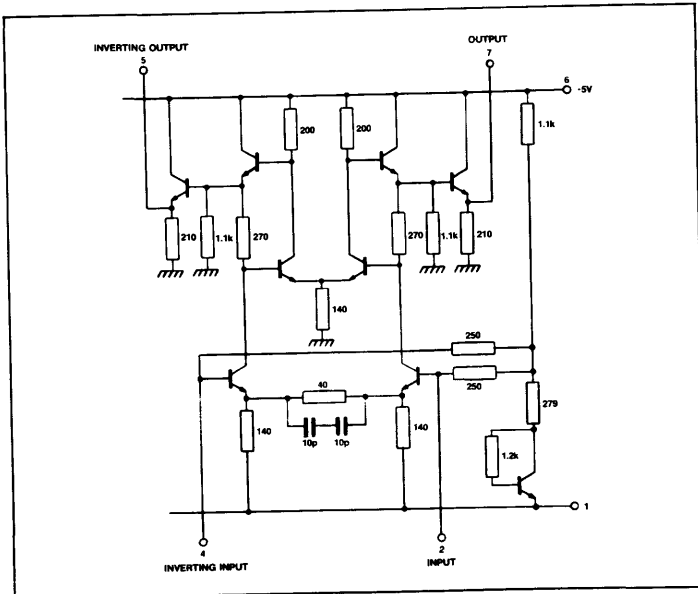 INVERTING OUTPUT
5
OUTPUT
7
6
-5V
200
200
1.1k
210
1.1k
270
270
1.1k
210
140
250
250
40
279
140
10p
10p
140
1.2k
1
4
2
INVERTING INPUT
INPUT